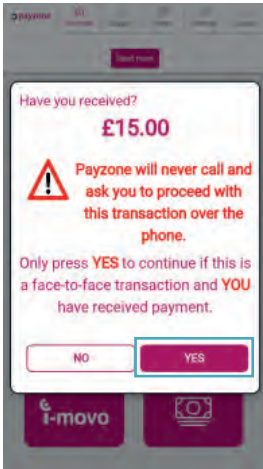 payzone
Read more
Have you received?
£15.00
Payzone will never call and
ask you to proceed with
this transaction over the
phone.
Only press YES to continue if this is
a face-to-face transaction and YOU
have received payment.
NO YES
i-movo